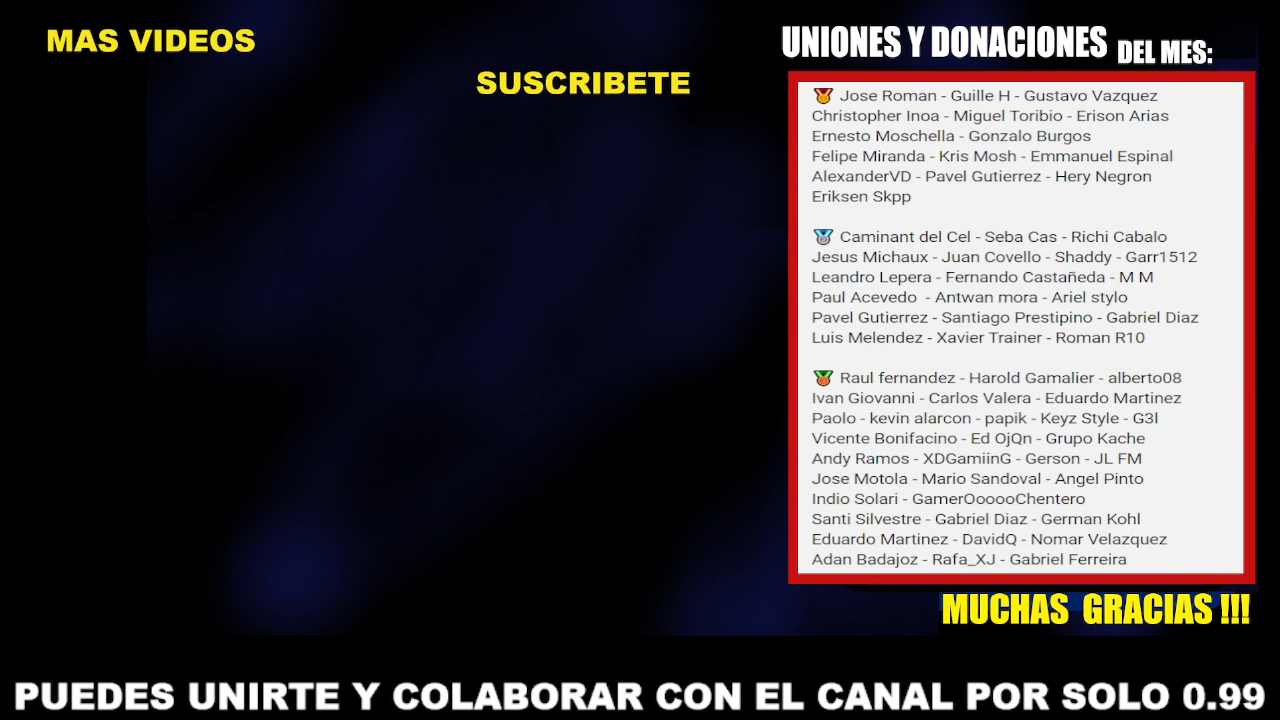 MAS VIDEOS
SUSCRIBETE
UNIONES Y DONACIONES DEL MES:
Jose Roman - Guille H - Gustavo Vazquez
Christopher Inoa - Miguel Toribio - Erison Arias
Ernesto Moschella - Gonzalo Burgos
Felipe Miranda - Kris Mosh - Emmanuel Espinal
AlexanderVD - Pavel Gutierrez - Hery Negron
Eriksen Skpp
Caminant del Cel - Seba Cas - Richi Cabalo
Jesus Michaux - Juan Covello - Shaddy - Garr1512
Leandro Lepera - Fernando Castañeda - M M
Paul Acevedo  - Antwan mora - Ariel stylo
Pavel Gutierrez - Santiago Prestipino - Gabriel Diaz
Luis Melendez - Xavier Trainer - Roman R10
Raul fernandez - Harold Gamalier - alberto08
Ivan Giovanni - Carlos Valera - Eduardo Martinez
Paolo - kevin alarcon - papik - Keyz Style - G3l
Vicente Bonifacino - Ed OjQn - Grupo Kache
Andy Ramos - XDGamiinG - Gerson - JL FM
Jose Motola - Mario Sandoval - Angel Pinto
Indio Solari - GamerOooooChentero
Santi Silvestre - Gabriel Diaz - German Kohl
Eduardo Martinez - DavidQ - Nomar Velazquez
Adan Badajoz - Rafa_XJ - Gabriel Ferreira
MUCHAS GRACIAS !!!
PUEDES UNIRTE Y COLABORAR CON EL CANAL POR SOLO 0.99